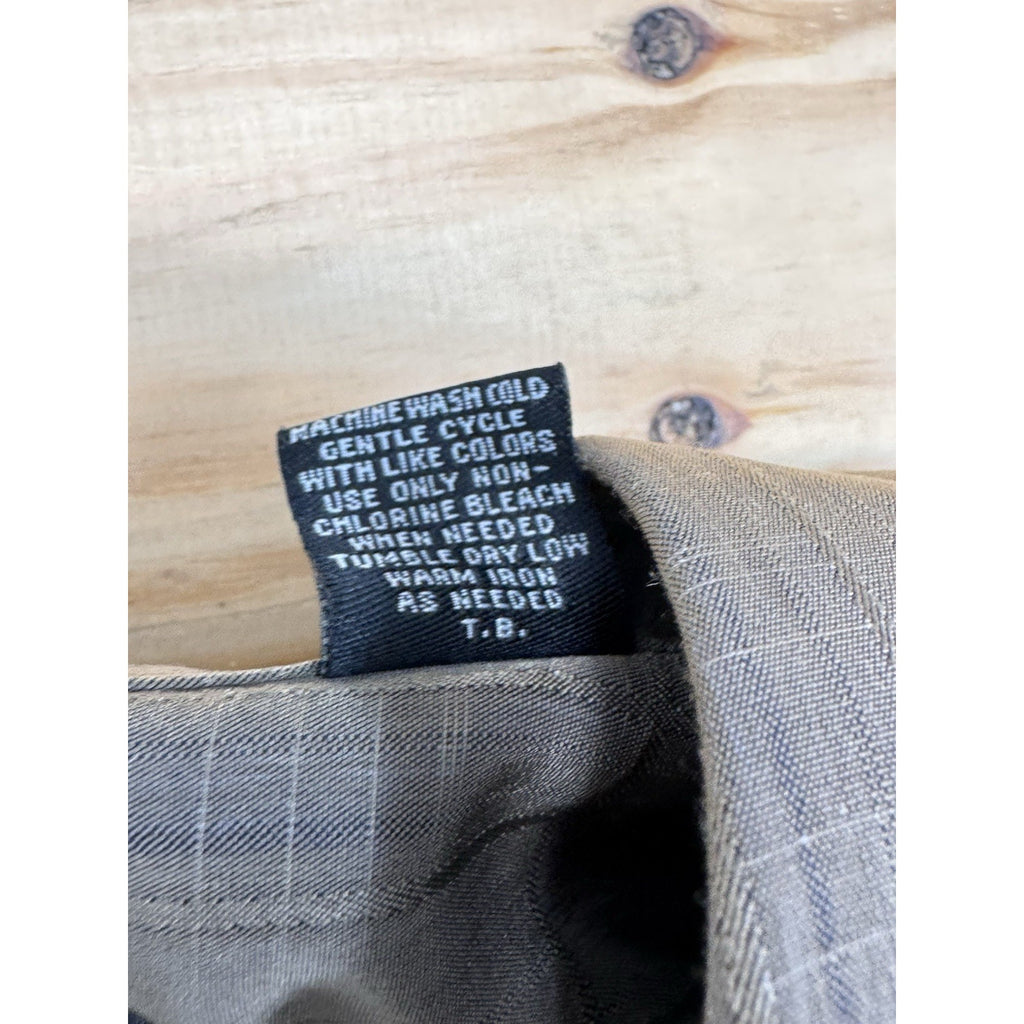 MACHINE WASH COLD
GENTLE CYCLE
WITH LIKE COLORS
USE ONLY NON-
CHLORINE BLEACH
WHEN NEEDED
TUMBLE DRY LOW
WARM IRON
AS NEEDED
T.B.